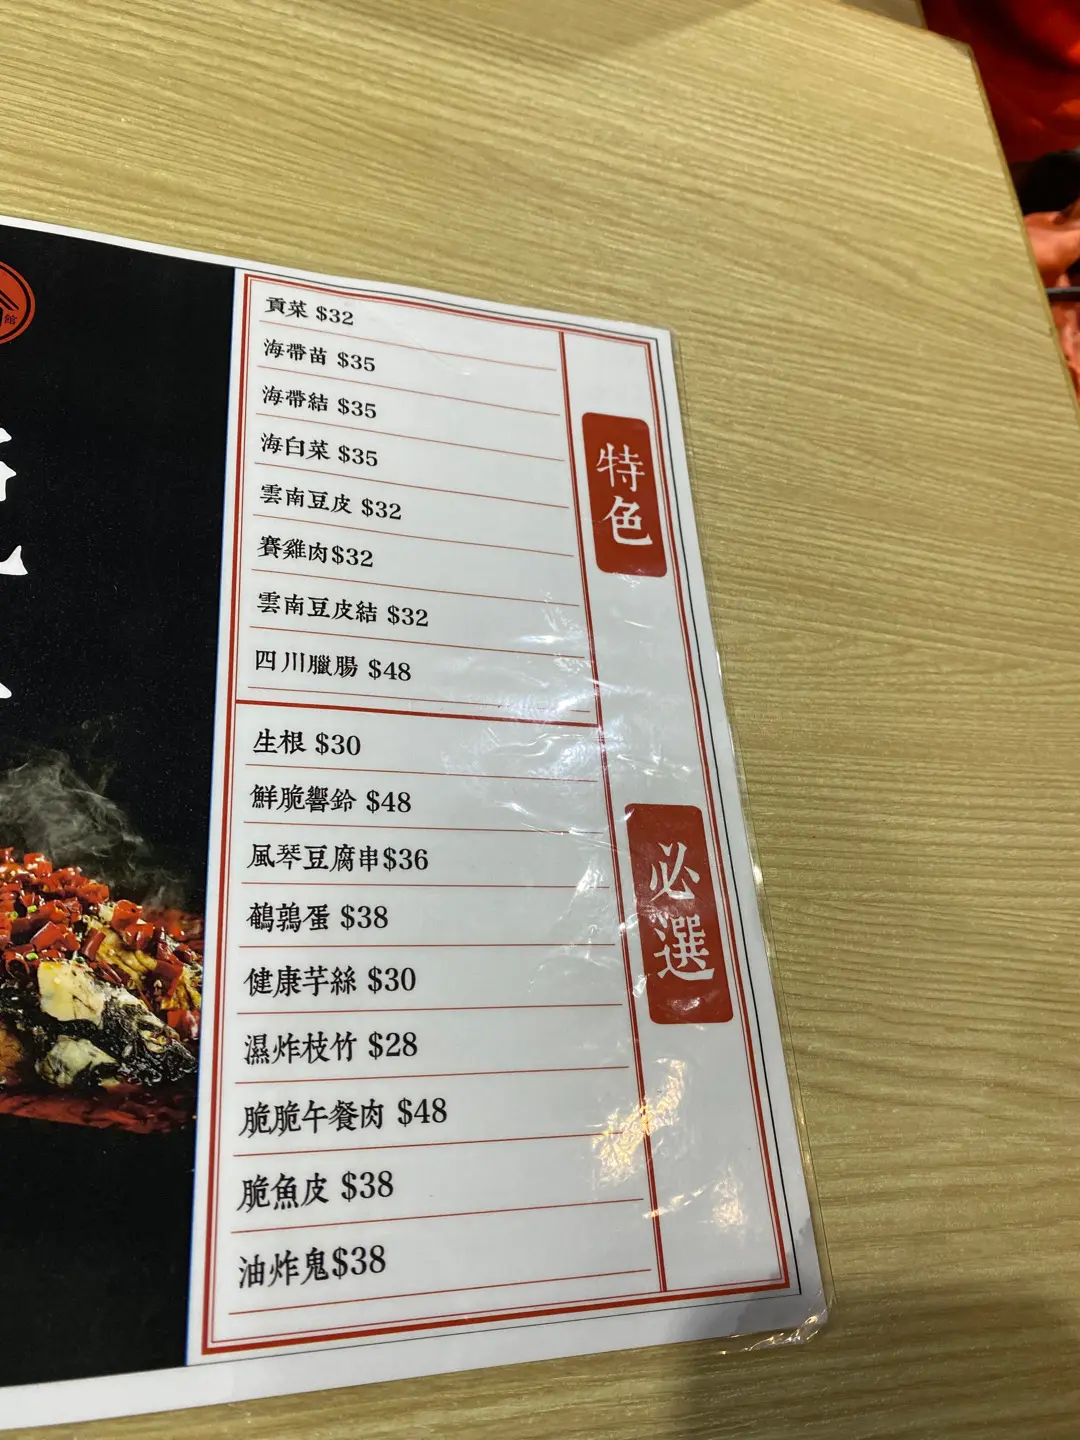 館
特色
貢菜 $32
海帶苗 $35
海帶結 $35
海白菜 $35
雲南豆皮 $32
賽雞肉$32
雲南豆皮結 $32
四川臘腸 $48
必選
生根 $30
鮮脆響鈴 $48
風琴豆腐串$36
鵪鶉蛋 $38
健康芋絲 $30
濕炸枝竹 $28
脆脆午餐肉 $48
脆魚皮 $38
油炸鬼$38